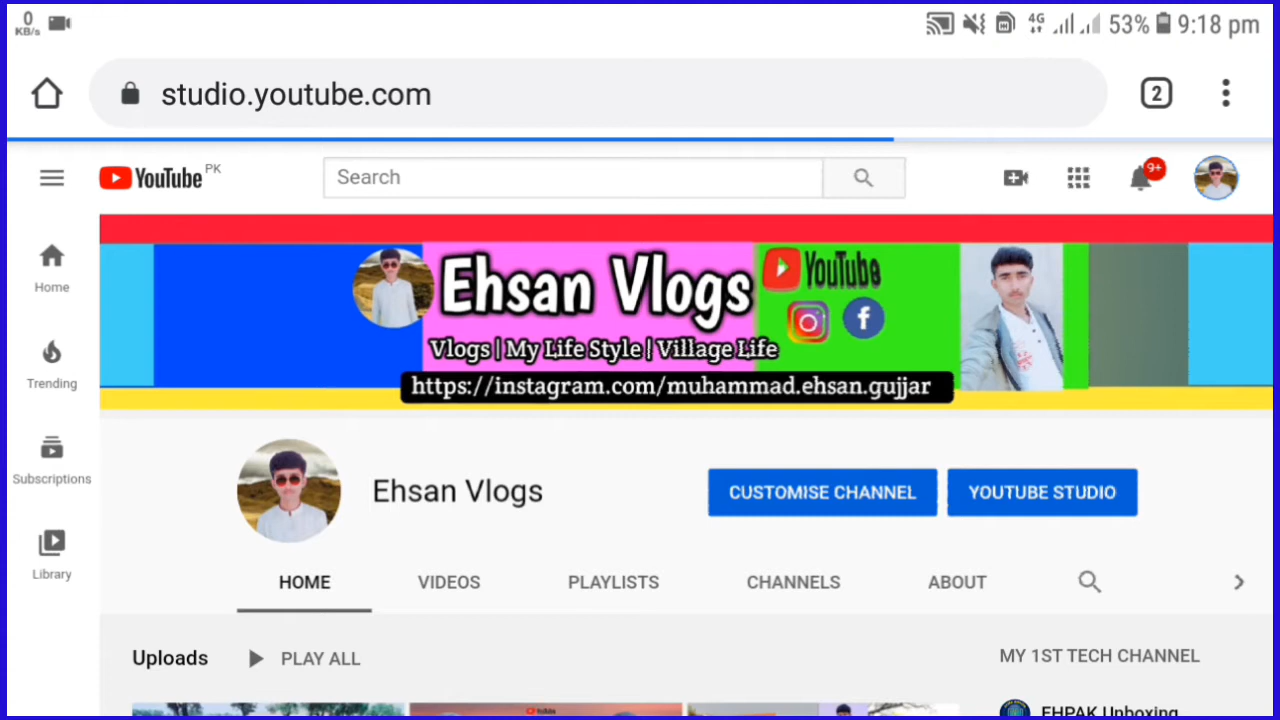 0
KB/s
4G
53%
9:18 pm
studio.youtube.com
2
YouTube PK
Search
9+
Home
Trending
Subscriptions
Library
Ehsan Vlogs
YouTube
Vlogs | My Life Style | Village Life
https://instagram.com/muhammad.ehsan.gujjar
Ehsan Vlogs
CUSTOMISE CHANNEL
YOUTUBE STUDIO
HOME
VIDEOS
PLAYLISTS
CHANNELS
ABOUT
Uploads
PLAY ALL
MY 1ST TECH CHANNEL
EHPAK Unboxing